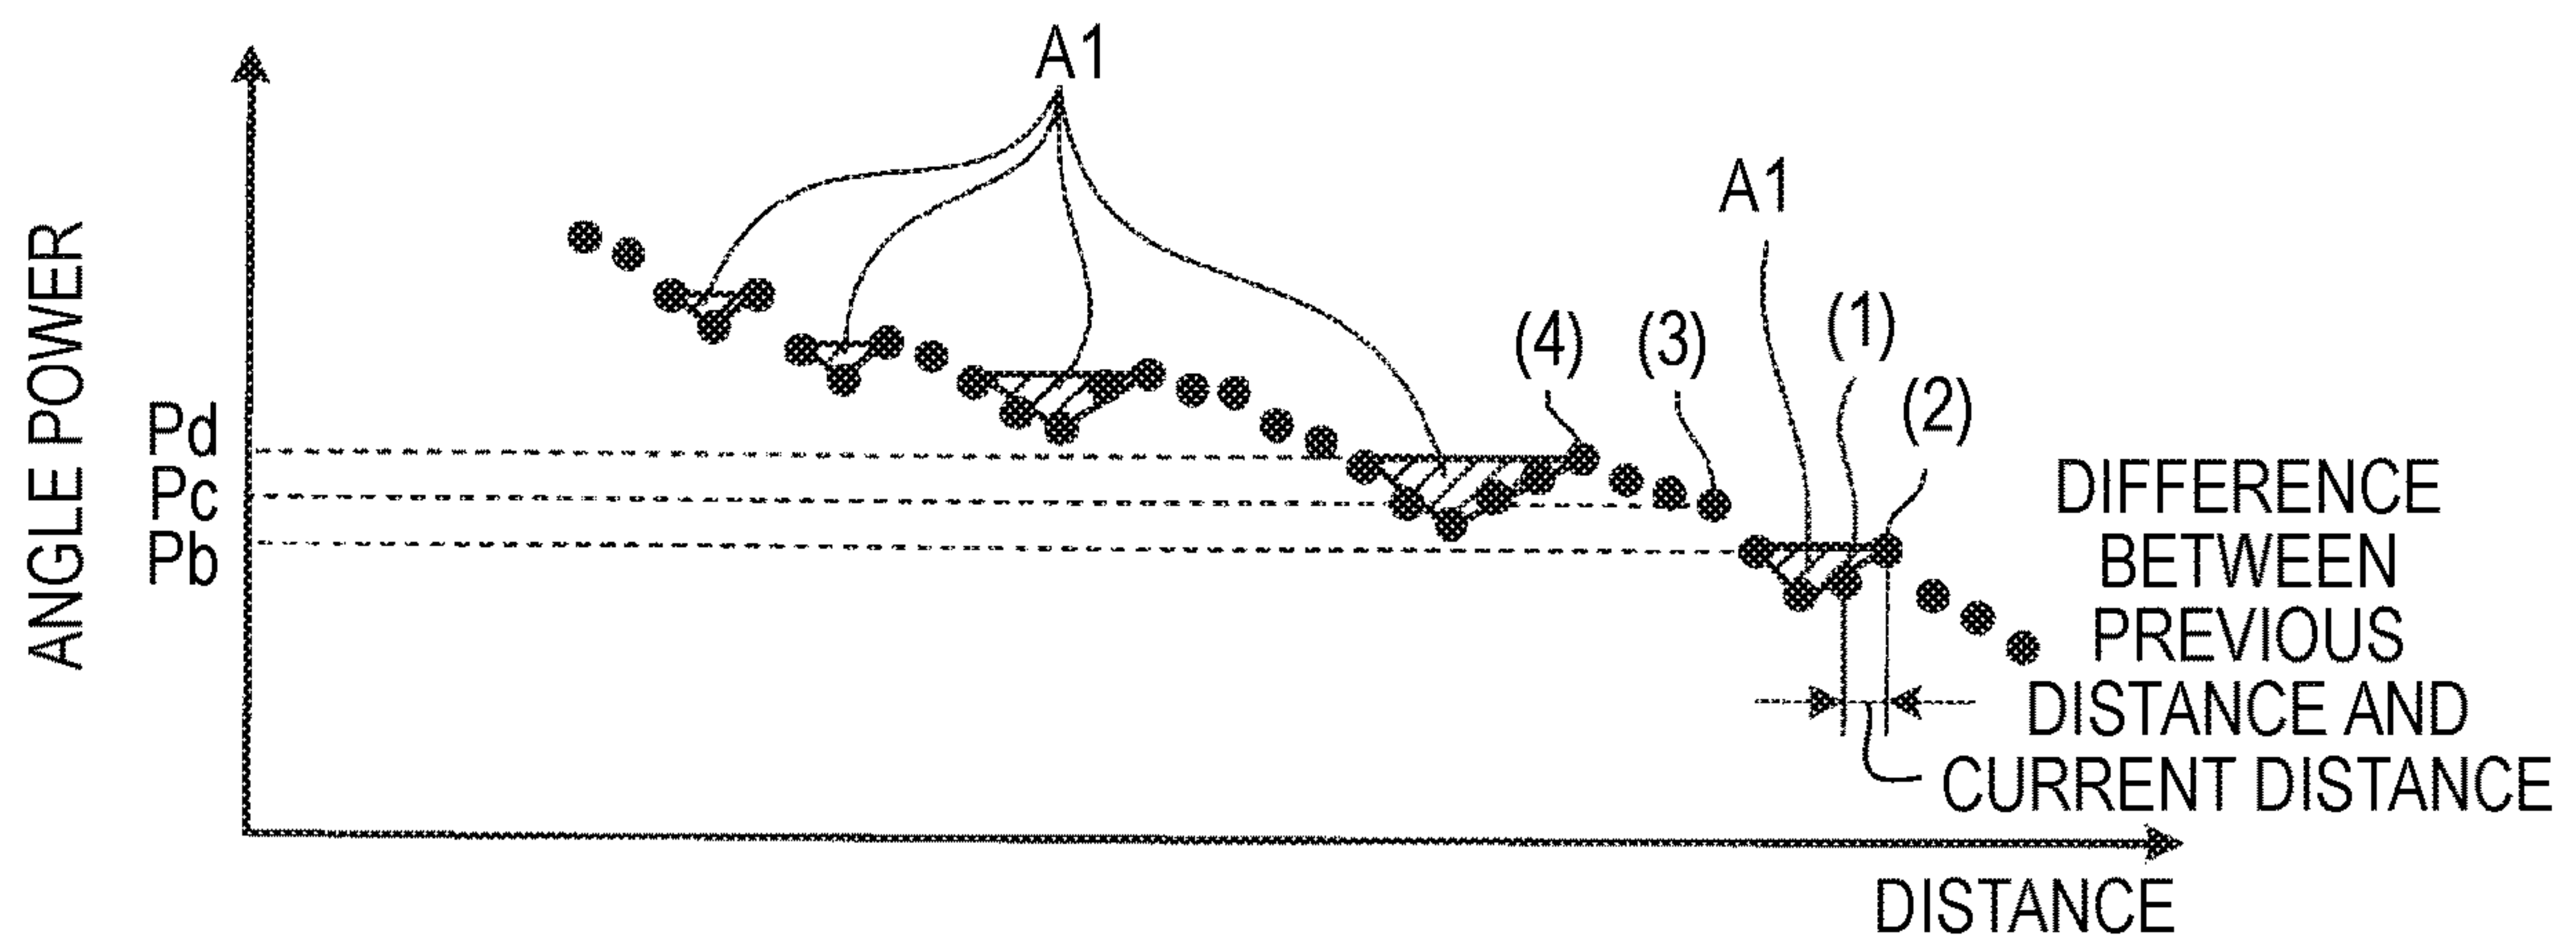 A1
A1
(1)
(4)
(3)
(2)
ANGLE POWER
Pd
Pc
Pb
DIFFERENCE
BETWEEN
PREVIOUS
DISTANCE AND
CURRENT DISTANCE
DISTANCE